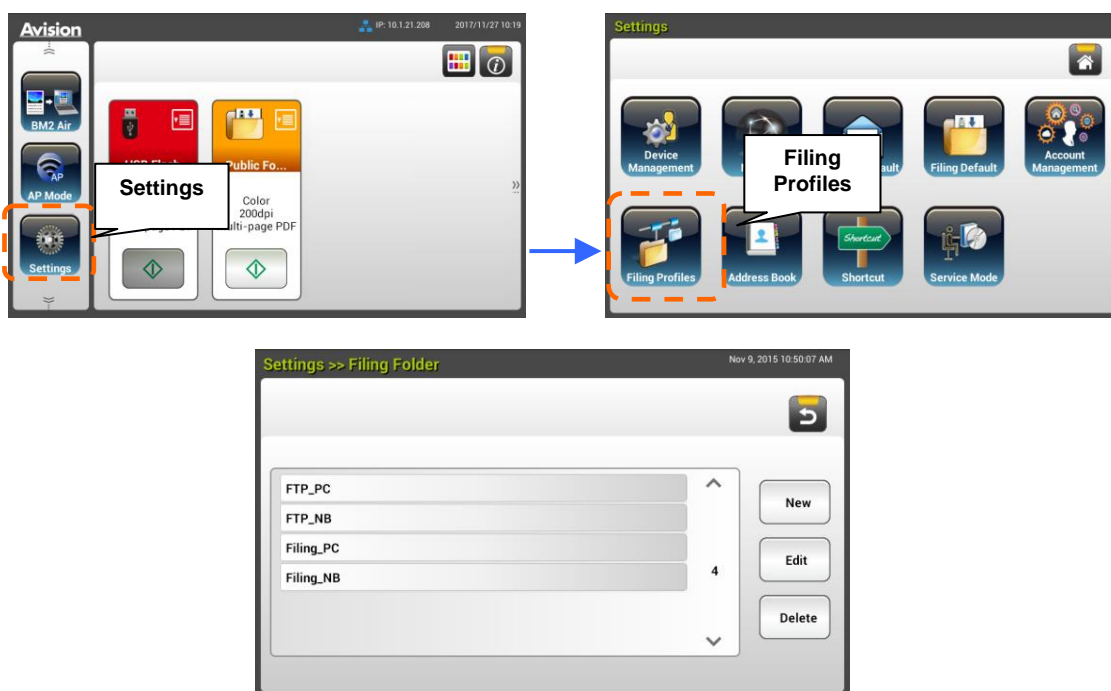 Avision
IP: 10.1.21.208
2017/11/27 10:19
BM2 Air
AP
AP Mode
Settings
Settings
Public Fo...
Color
200dpi
PDF
Settings
Device
Management
Filing Default
Account
Management
Filing
Profiles
Filing Profiles
Address Book
Shortcut
Shortcut
Service Mode
Settings >> Filing Folder
Nov 9, 2015 10:50:07 AM
FTP_PC
FTP_NB
Filing_PC
Filing_NB
4
New
Edit
Delete